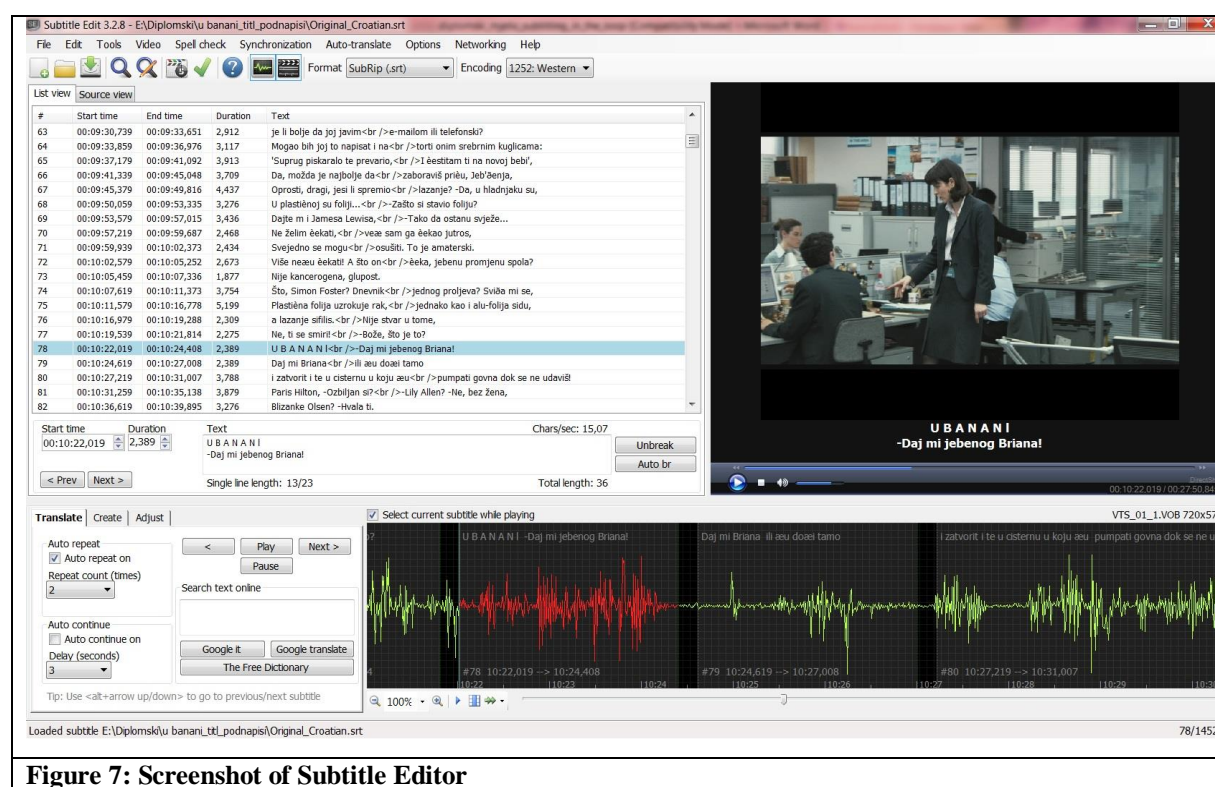 Subtitle Edit 3.2.8 - E:\Diplomski\u banani_titl_podnapisi\Original_Croatian.srt
File Edit Tools Video Spell check Synchronization Auto-translate Options Networking Help
Format SubRip (.srt) Encoding 1252: Western
List view Source view
# Start time End time Duration Text
63 00:09:30,739 00:09:33,651 2,912 je li bolje da joj javim<br />e-mailom ili telefonski?
64 00:09:33,859 00:09:36,976 3,117 Mogao bih joj to napisat i na<br />torti onim srebrnim kuglicama:
65 00:09:37,179 00:09:41,092 3,913 'Suprug piskaralo te prevario,<br />I èestitam ti na novoj bebi',
66 00:09:41,339 00:09:45,048 3,709 Da, možda je najbolje da<br />zaboraviš prièu, Jeb'ðenja,
67 00:09:45,379 00:09:49,816 4,437 Oprosti, dragi, jesi li spremio<br />lazanje? -Da, u hladnjaku su,
68 00:09:50,059 00:09:53,335 3,276 U plastiènoj su foliji...<br />-Zašto si stavio foliju?
69 00:09:53,579 00:09:57,015 3,436 Dajte m i Jamesa Lewisa,<br />-Tako da ostanu svježe...
70 00:09:57,219 00:09:59,687 2,468 Ne želim èekati,<br />veæ sam ga èekao jutros,
71 00:09:59,939 00:10:02,373 2,434 Svejedno se mogu<br />osušiti. To je amaterski.
72 00:10:02,579 00:10:05,252 2,673 Više neæu èekati! A što on<br />èeka, jebenu promjenu spola?
73 00:10:05,459 00:10:07,336 1,877 Nije kancerogena, glupost.
74 00:10:07,619 00:10:11,373 3,754 Što, Simon Foster? Dnevnik<br />jednog proljeva? Sviða mi se,
75 00:10:11,579 00:10:16,778 5,199 Plastièna folija uzrokuje rak,<br />jednako kao i alu-folija sidu,
76 00:10:16,979 00:10:19,288 2,309 a lazanje sifilis.<br />Nije stvar u tome,
77 00:10:19,539 00:10:21,814 2,275 Ne, ti se smiri!<br />-Bože, što je to?
78 00:10:22,019 00:10:24,408 2,389 U B A N A N I<br />-Daj mi jebenog Briana!
79 00:10:24,619 00:10:27,008 2,389 Daj mi Briana<br />ili æu doæi tamo
80 00:10:27,219 00:10:31,007 3,788 i zatvorit i te u cisternu u koju æu<br />pumpati govna dok se ne udaviš!
81 00:10:31,259 00:10:35,138 3,879 Paris Hilton, -Ozbiljan si?<br />-Lily Allen? -Ne, bez žena,
82 00:10:36,619 00:10:39,895 3,276 Blizanke Olsen? -Hvala ti.
Start time Duration Text Chars/sec: 15,07
00:10:22,019 2,389 U B A N A N I
-Daj mi jebenog Briana!
Unbreak
Auto br
< Prev Next > Single line length: 13/23 Total length: 36
U B A N A N I
-Daj mi jebenog Briana!
00:10:22,019 / 00:27:50,84
Translate Create Adjust
Select current subtitle while playing VTS_01_1.VOB 720x57
Auto repeat
Auto repeat on
Repeat count (times)
2
Auto continue
Auto continue on
Delay (seconds)
3
< Play Next >
Pause
Search text online
Google it Google translate
The Free Dictionary
Tip: Use <alt+arrow up/down> to go to previous/next subtitle
U B A N A N I -Daj mi jebenog Briana! Daj mi Briana ili æu doæi tamo i zatvorit i te u cisternu u koju æu pumpati govna dok se ne u
#78 10:22,019 --> 10:24,408 #79 10:24,619 --> 10:27,008 #80 10:27,219 --> 10:31,007
10:22 10:23 10:24 10:25 10:26 10:27 10:28 10:29 10:30
100%
Loaded subtitle E:\Diplomski\u banani_titl_podnapisi\Original_Croatian.srt 78/1452
Figure 7: Screenshot of Subtitle Editor